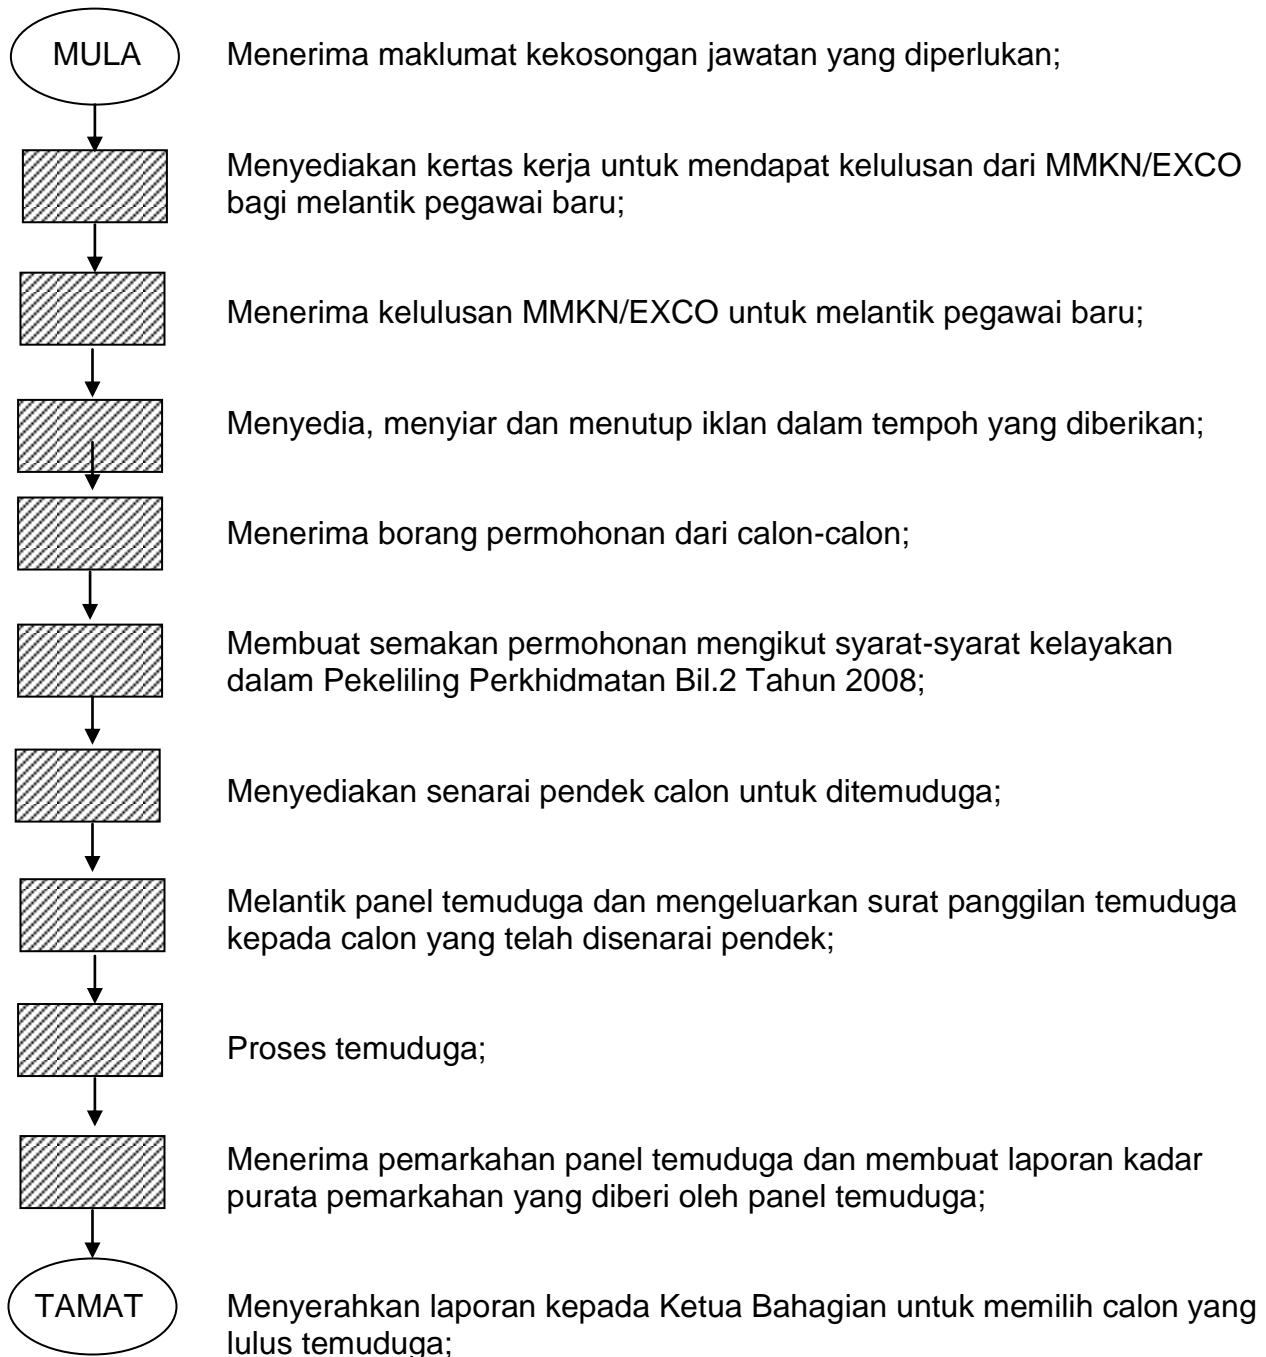 MULA
Menerima maklumat kekosongan jawatan yang diperlukan;
Menyediakan kertas kerja untuk mendapat kelulusan dari MMKN/EXCO
bagi melantik pegawai baru;
Menerima kelulusan MMKN/EXCO untuk melantik pegawai baru;
Menyedia, menyiar dan menutup iklan dalam tempoh yang diberikan;
Menerima borang permohonan dari calon-calon;
Membuat semakan permohonan mengikut syarat-syarat kelayakan
dalam Pekeliling Perkhidmatan Bil.2 Tahun 2008;
Menyediakan senarai pendek calon untuk ditemuduga;
Melantik panel temuduga dan mengeluarkan surat panggilan temuduga
kepada calon yang telah disenarai pendek;
Proses temuduga;
Menerima pemarkahan panel temuduga dan membuat laporan kadar
purata pemarkahan yang diberi oleh panel temuduga;
TAMAT
Menyerahkan laporan kepada Ketua Bahagian untuk memilih calon yang
lulus temuduga;